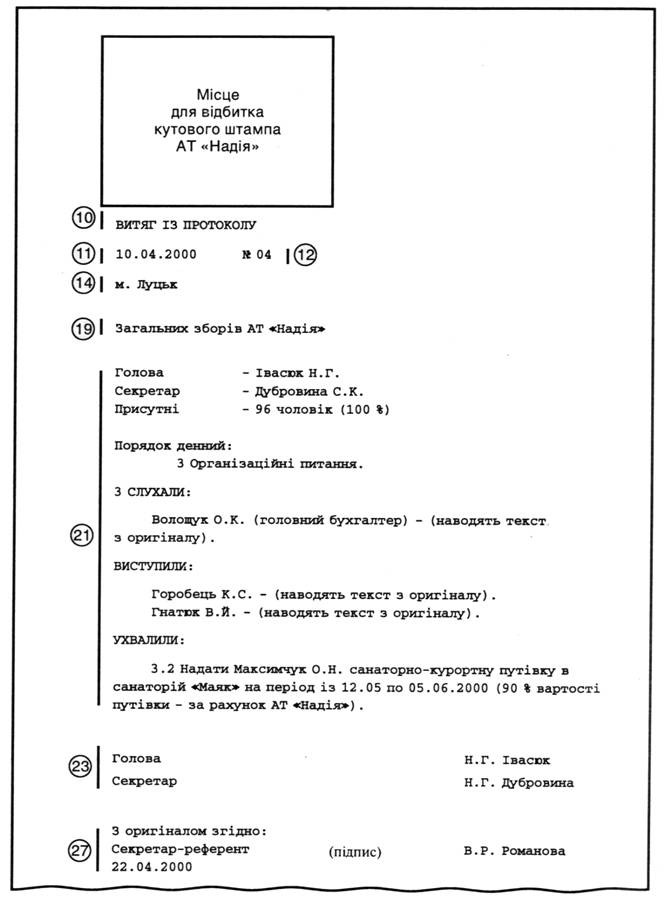 Місце
для відбитка
кутового штампа
АТ «Надія»
10 ВИТЯГ ІЗ ПРОТОКОЛУ
11 10.04.2000 № 04 12
14 м. Луцьк
19 Загальних зборів АТ «Надія»
Голова – Івасюк Н.Г.
Секретар – Дубровина С.К.
Присутні – 96 чоловік (100 %)
Порядок денний:
3 Організаційні питання.
3 СЛУХАЛИ:
Волощук О.К. (головний бухгалтер) – (наводять текст
21 з оригіналу).
ВИСТУПИЛИ:
Горобець К.С. – (наводять текст з оригіналу).
Гнатюк В.Й. – (наводять текст з оригіналу).
УХВАЛИЛИ:
3.2 Надати Максимчук О.Н. санаторно-курортну путівку в
санаторій «Маяк» на період із 12.05 по 05.06.2000 (90 % вартості
путівки – за рахунок АТ «Надія»).
23 Голова Н.Г. Івасюк
Секретар Н.Г. Дубровина
З оригіналом згідно:
27 Секретар-референт (підпис) В.Р. Романова
22.04.2000